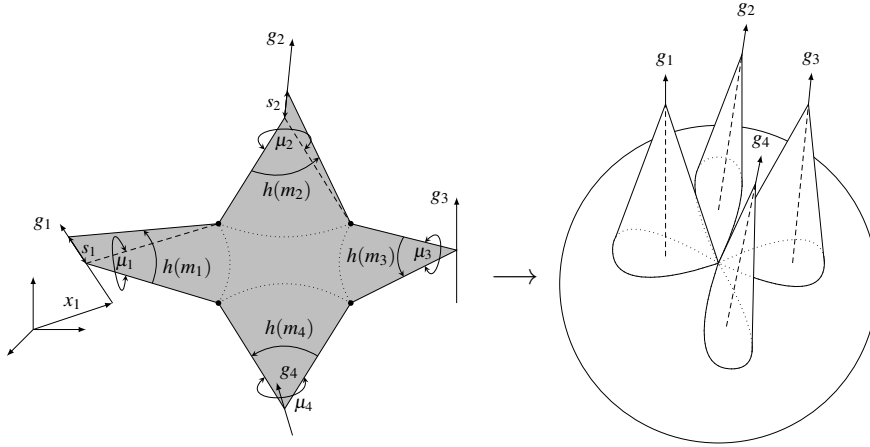 g₂
s₂
μ₂
h(m₂)
g₁
s₁
μ₁
h(m₁)
x₁
g₃
h(m₃)
μ₃
h(m₄)
g₄
μ₄
g₂
g₁
g₃
g₄